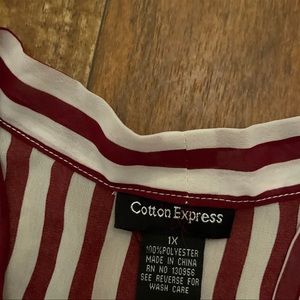 Cotton Express
1X
100%POLYESTER
MADE IN CHINA
RN NO 130956
SEE REVERSE FOR
WASH CARE